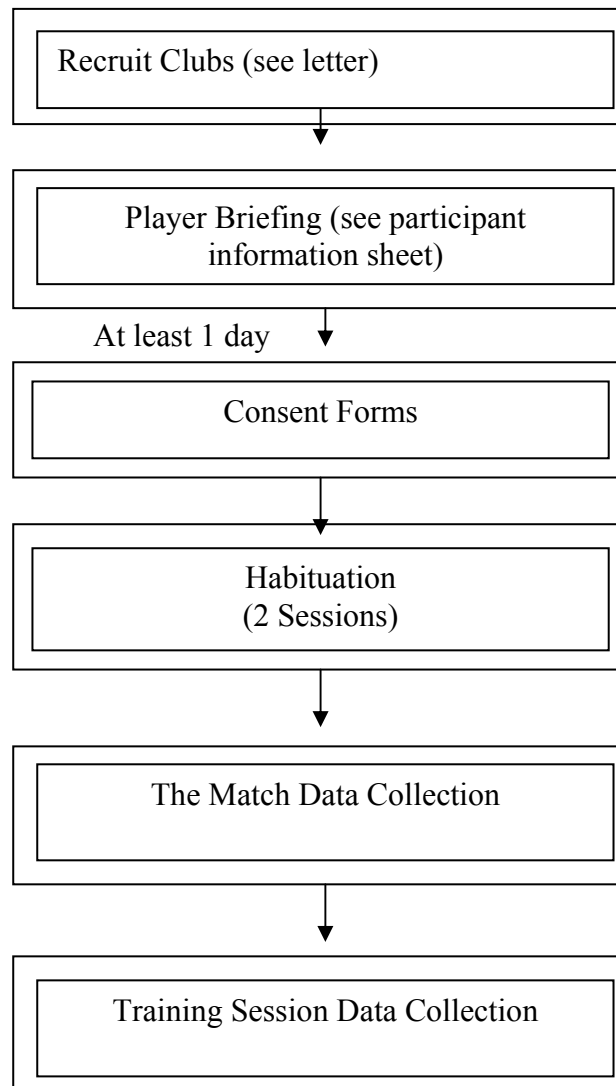 Recruit Clubs (see letter)
Player Briefing (see participant
information sheet)
At least 1 day
Consent Forms
Habituation
(2 Sessions)
The Match Data Collection
Training Session Data Collection